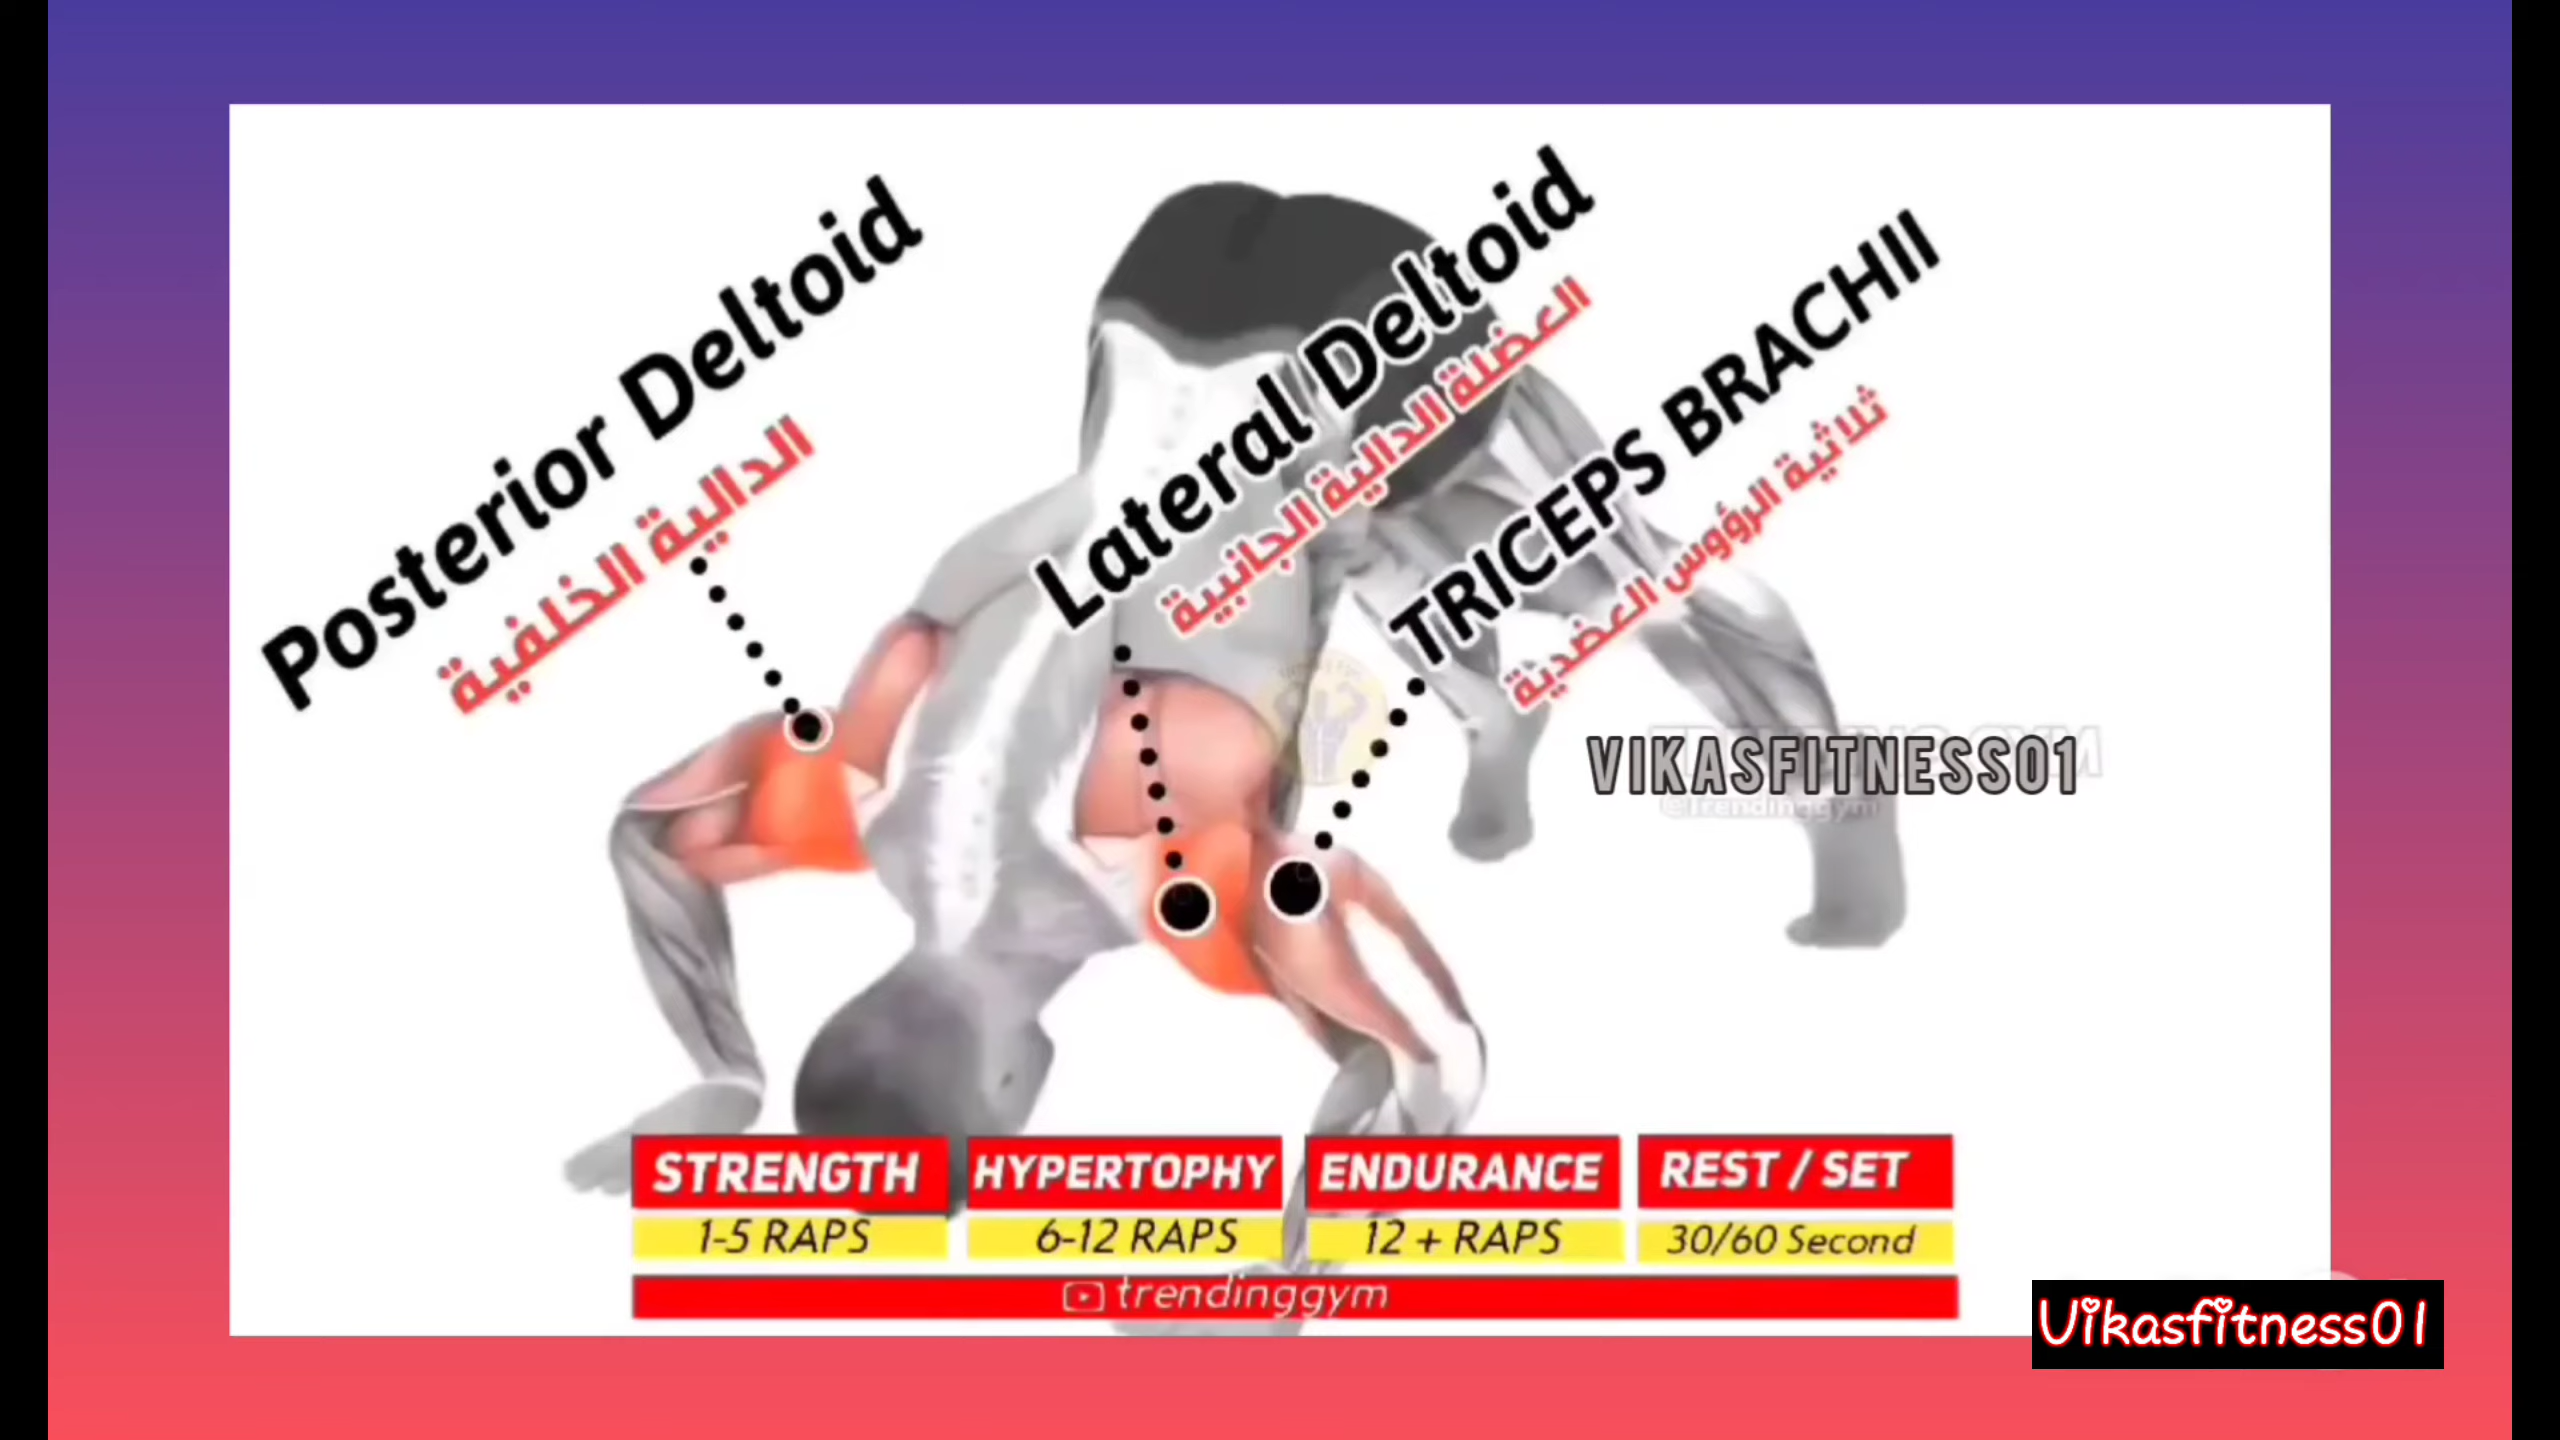 Posterior Deltoid
الدالية الخلفية
Lateral Deltoid
العضلة الدالية الجانبية
TRICEPS BRACHII
ثلاثية الرؤوس العضدية
VIKASFITNESS01
@Trendinggym
STRENGTH
HYPERTOPHY
ENDURANCE
REST / SET
1-5 RAPS
6-12 RAPS
12 + RAPS
30/60 Second
trendinggym
Vikasfitness01